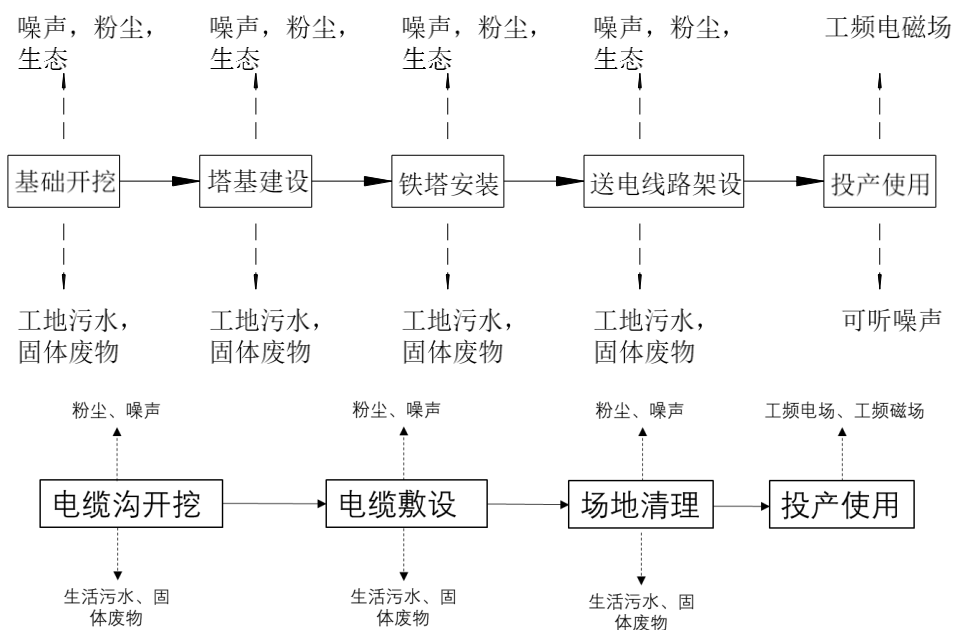 噪声，粉尘，
生态
噪声，粉尘，
生态
噪声，粉尘，
生态
噪声，粉尘，
生态
工频电磁场
基础开挖
塔基建设
铁塔安装
送电线路架设
投产使用
工地污水，
固体废物
工地污水，
固体废物
工地污水，
固体废物
工地污水，
固体废物
可听噪声
粉尘、噪声
粉尘、噪声
粉尘、噪声
工频电场、工频磁场
电缆沟开挖
电缆敷设
场地清理
投产使用
生活污水、固
体废物
生活污水、固
体废物
生活污水、固
体废物